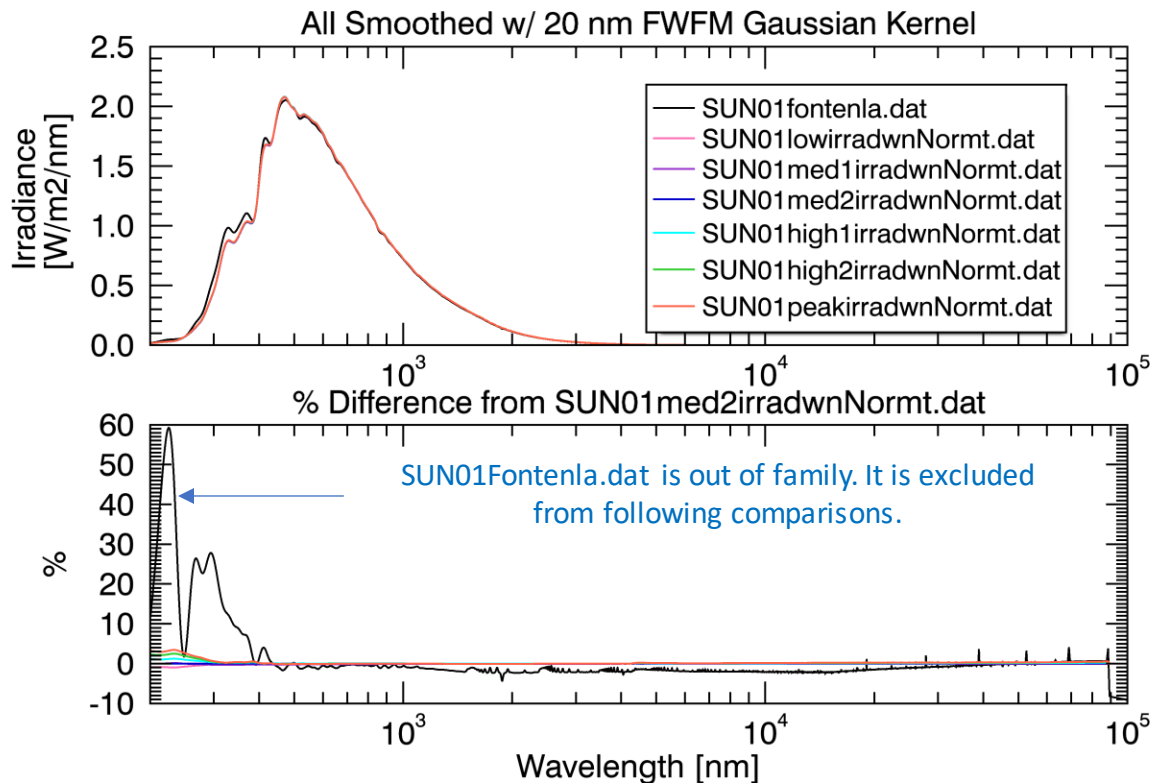 All Smoothed w/ 20 nm FWFM Gaussian Kernel
2.5
2.0
1.5
1.0
0.5
0.0
Irradiance
[W/m2/nm]
SUN01fontenla.dat
SUN01lowirradwnNormt.dat
SUN01med1irradwnNormt.dat
SUN01med2irradwnNormt.dat
SUN01high1irradwnNormt.dat
SUN01high2irradwnNormt.dat
SUN01peakirradwnNormt.dat
10³
10⁴
10⁵
% Difference from SUN01med2irradwnNormt.dat
60
50
40
30
20
10
0
-10
%
SUN01Fontenla.dat is out of family. It is excluded
from following comparisons.
10³
10⁴
10⁵
Wavelength [nm]